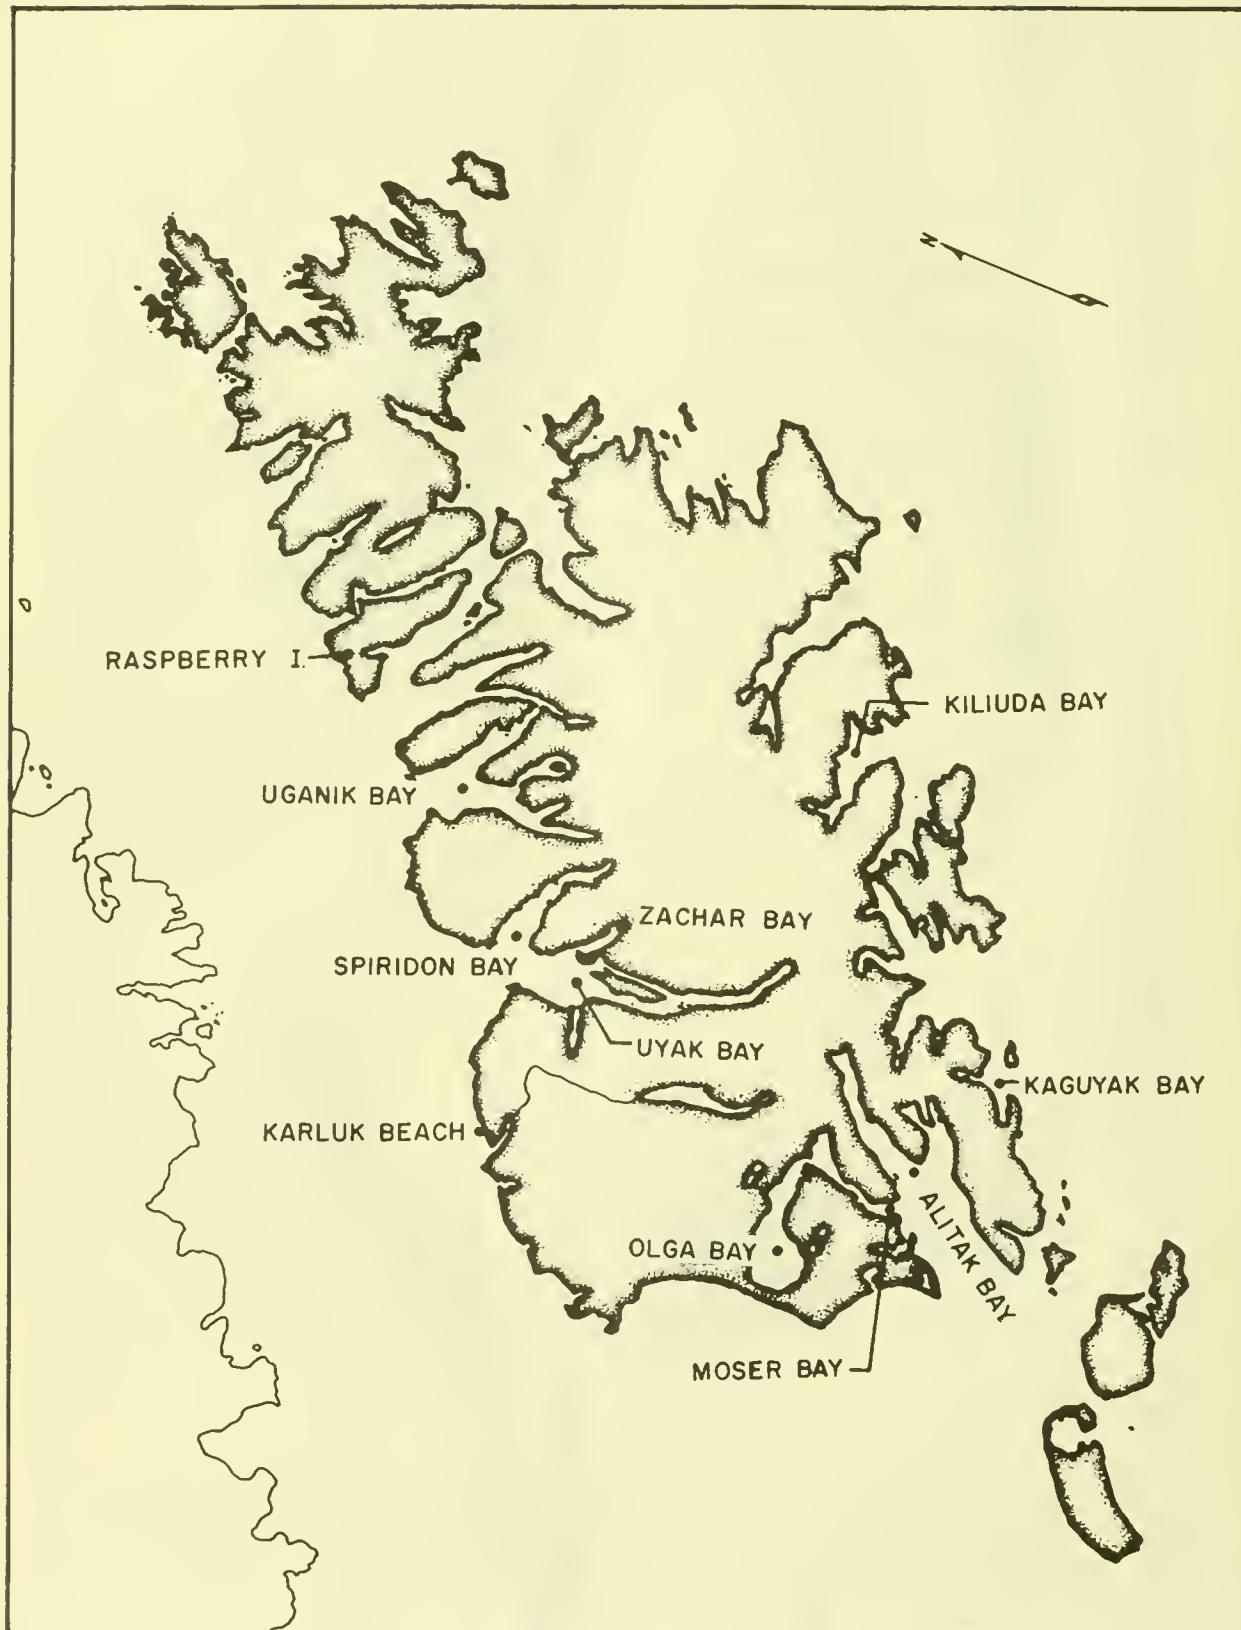 N
RASPBERRY I.
KILIUDA BAY
UGANIK BAY
ZACHAR BAY
SPIRIDON BAY
UYAK BAY
KAGUYAK BAY
KARLUK BEACH
ALITAK BAY
OLGA BAY
MOSER BAY